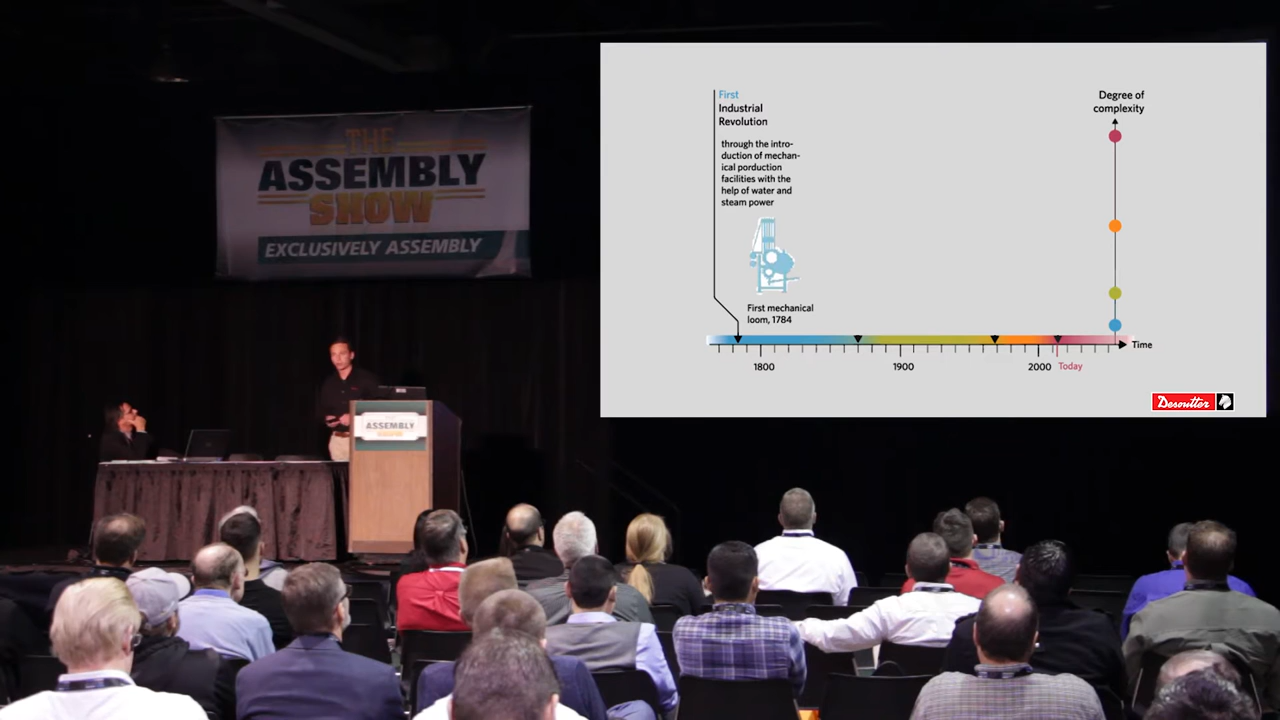 THE
ASSEMBLY
SHOW
EXCLUSIVELY ASSEMBLY
First
Industrial
Revolution
through the intro-
duction of mechan-
ical porduction
facilities with the
help of water and
steam power
First mechanical
loom, 1784
Degree of
complexity
Time
1800
1900
2000
Today
Desoutter
THE
ASSEMBLY
SHOW